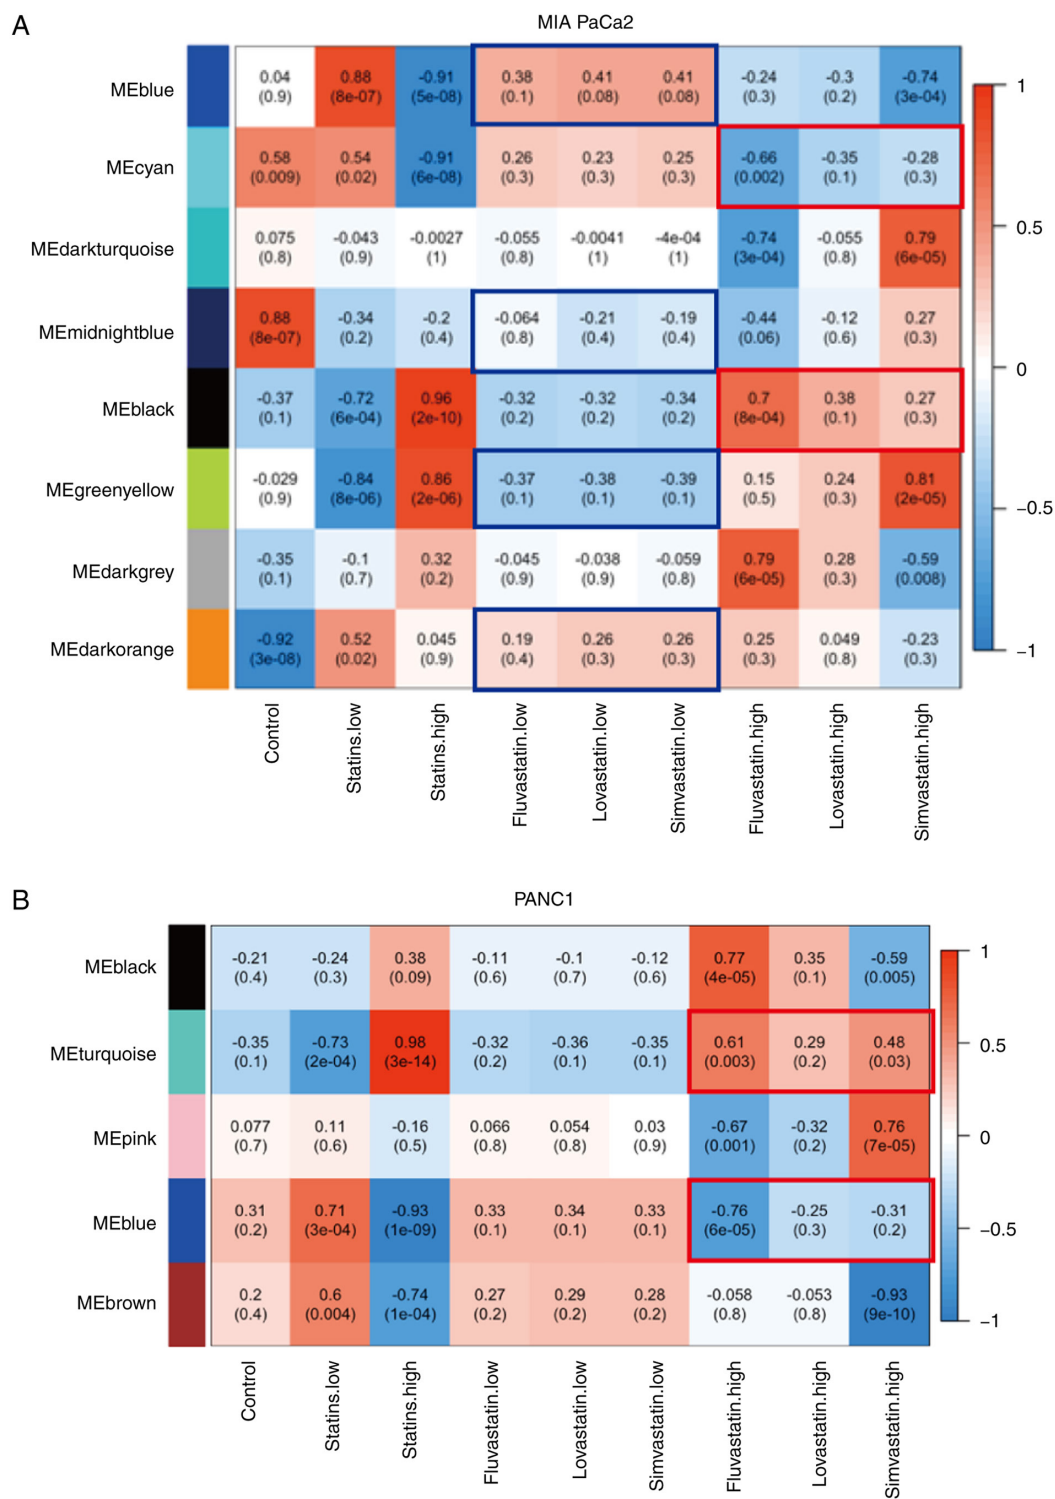 A
MIA PaCa2
MEblue
0.04 0.88 -0.91 0.38 0.41 0.41 -0.24 -0.3 -0.74
(0.9) (8e-07) (5e-08) (0.1) (0.08) (0.08) (0.3) (0.2) (3e-04)
MEcyan
0.58 0.54 -0.91 0.26 0.23 0.25 -0.66 -0.35 -0.28
(0.009) (0.02) (6e-08) (0.3) (0.3) (0.3) (0.002) (0.1) (0.3)
MEdarkturquoise
0.075 -0.043 -0.0027 -0.055 -0.0041 -4e-04 -0.74 -0.055 0.79
(0.8) (0.9) (1) (0.8) (1) (1) (3e-04) (0.8) (6e-05)
MEmidnightblue
0.88 -0.34 -0.2 -0.064 -0.21 -0.19 -0.44 -0.12 0.27
(8e-07) (0.2) (0.4) (0.8) (0.4) (0.4) (0.06) (0.6) (0.3)
MEblack
-0.37 -0.72 0.96 -0.32 -0.32 -0.34 0.7 0.38 0.27
(0.1) (6e-04) (2e-10) (0.2) (0.2) (0.2) (8e-04) (0.1) (0.3)
MEgreenyellow
-0.029 -0.84 0.86 -0.37 -0.38 -0.39 0.15 0.24 0.81
(0.9) (8e-06) (2e-06) (0.1) (0.1) (0.1) (0.5) (0.3) (2e-05)
MEdarkgrey
-0.35 -0.1 0.32 -0.045 -0.038 -0.059 0.79 0.28 -0.59
(0.1) (0.7) (0.2) (0.9) (0.9) (0.8) (6e-05) (0.3) (0.008)
MEdarkorange
-0.92 0.52 0.045 0.19 0.26 0.26 0.25 0.049 -0.23
(3e-08) (0.02) (0.9) (0.4) (0.3) (0.3) (0.3) (0.8) (0.3)
1
0.5
0
−0.5
−1
Control
Statins.low
Statins.high
Fluvastatin.low
Lovastatin.low
Simvastatin.low
Fluvastatin.high
Lovastatin.high
Simvastatin.high
B
PANC1
MEblack
-0.21 -0.24 0.38 -0.11 -0.1 -0.12 0.77 0.35 -0.59
(0.4) (0.3) (0.09) (0.6) (0.7) (0.6) (4e-05) (0.1) (0.005)
MEturquoise
-0.35 -0.73 0.98 -0.32 -0.36 -0.35 0.61 0.29 0.48
(0.1) (2e-04) (3e-14) (0.2) (0.1) (0.1) (0.003) (0.2) (0.03)
MEpink
0.077 0.11 -0.16 0.066 0.054 0.03 -0.67 -0.32 0.76
(0.7) (0.6) (0.5) (0.8) (0.8) (0.9) (0.001) (0.2) (7e-05)
MEblue
0.31 0.71 -0.93 0.33 0.34 0.33 -0.76 -0.25 -0.31
(0.2) (3e-04) (1e-09) (0.1) (0.1) (0.1) (6e-05) (0.3) (0.2)
MEbrown
0.2 0.6 -0.74 0.27 0.29 0.28 -0.058 -0.053 -0.93
(0.4) (0.004) (1e-04) (0.2) (0.2) (0.2) (0.8) (0.8) (9e-10)
1
0.5
0
−0.5
−1
Control
Statins.low
Statins.high
Fluvastatin.low
Lovastatin.low
Simvastatin.low
Fluvastatin.high
Lovastatin.high
Simvastatin.high